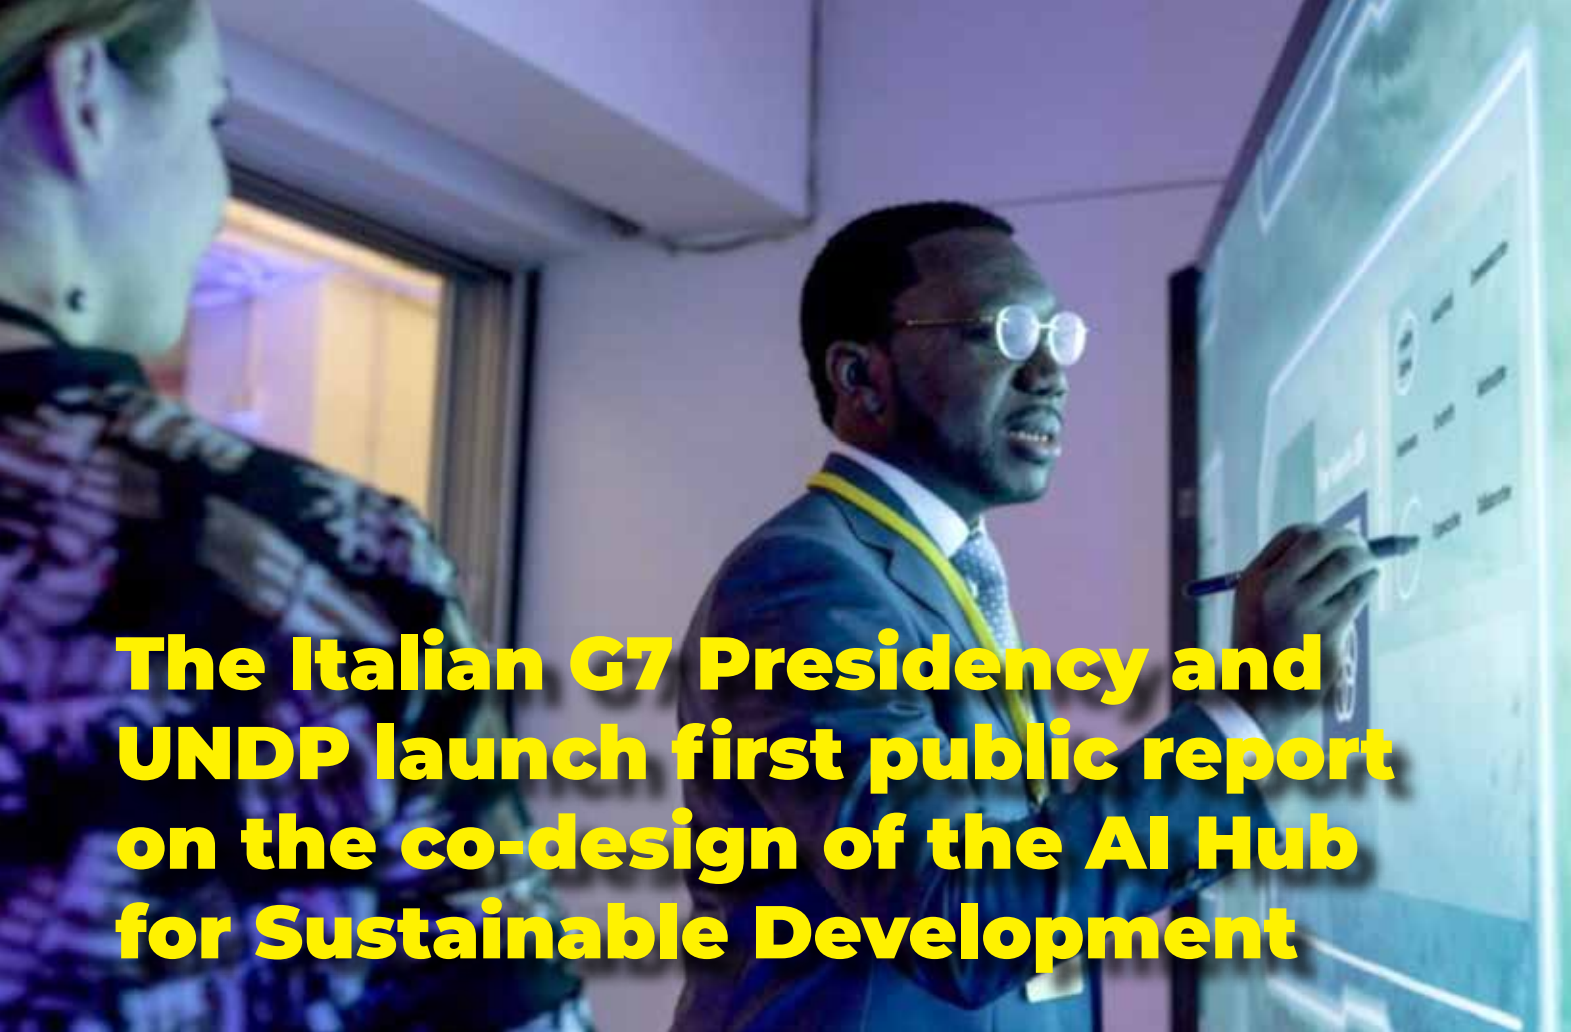 The Italian G7 Presidency and
UNDP launch first public report
on the co-design of the AI Hub
for Sustainable Development